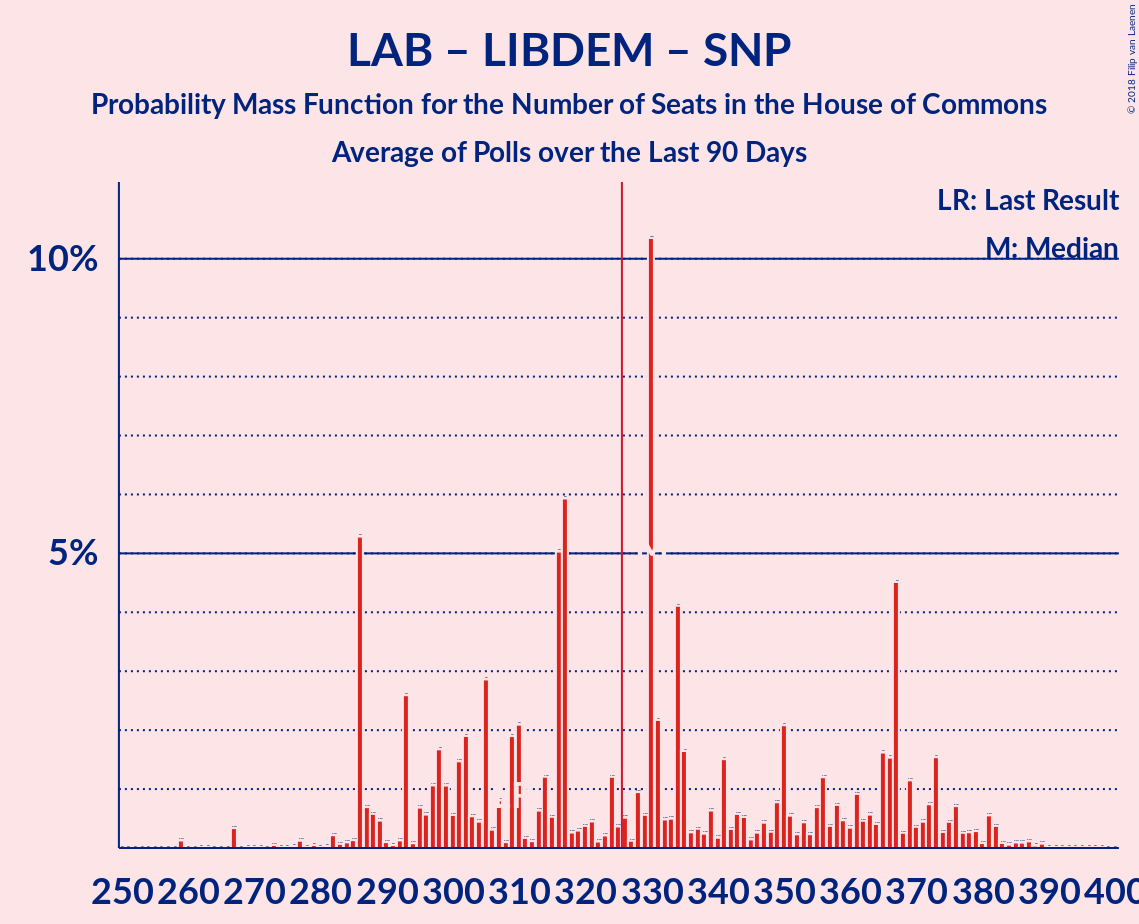 LAB – LIBDEM – SNP
Probability Mass Function for the Number of Seats in the House of Commons
Average of Polls over the Last 90 Days
© 2018 Filip van Laenen
LR: Last Result
M: Median
10%
5%
250 260 270 280 290 300 310 320 330 340 350 360 370 380 390 400